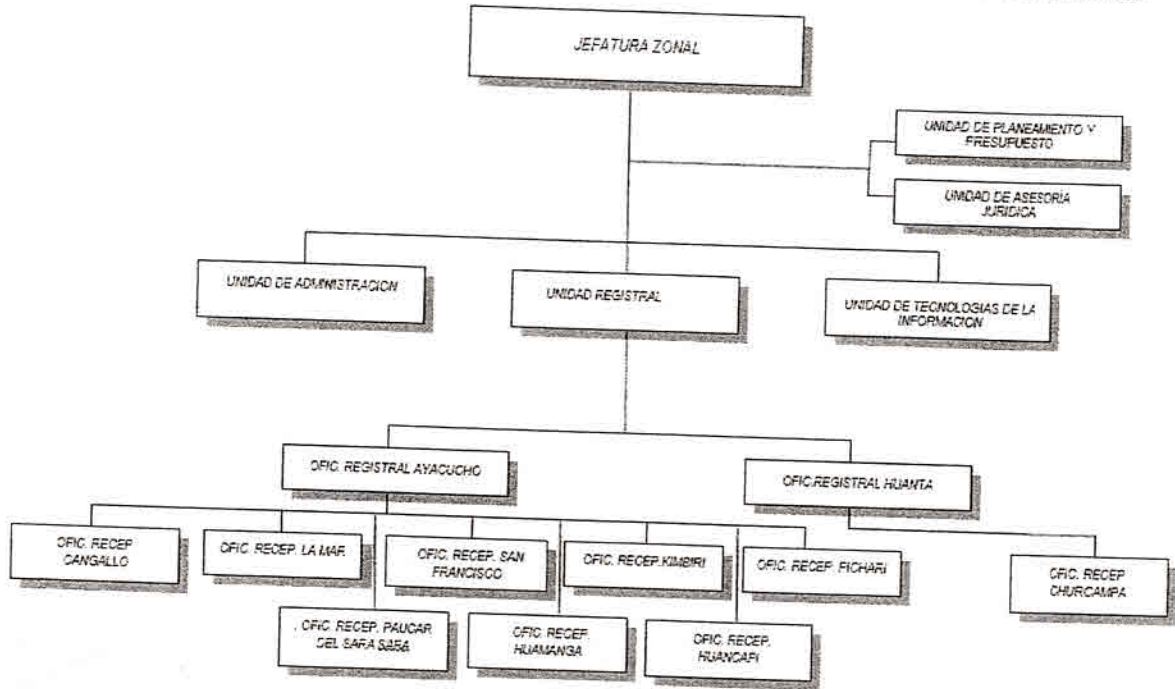 JEFATURA ZONAL
UNIDAD DE PLANEAMIENTO Y
PRESUPUESTO
UNIDAD DE ASESORÍA
JURIDICA
UNIDAD DE ADMINISTRACION
UNIDAD REGISTRAL
UNIDAD DE TECNOLOGIAS DE LA
INFORMACION
OFIC. REGISTRAL AYACUCHO
OFIC.REGISTRAL HUANTA
OFIC. RECEP
CANGALLO
OFIC. RECEP. LA MAR
OFIC. RECEP. SAN
FRANCISCO
OFIC. RECEP.KIMBIRI
OFIC. RECEP. PICHARI
OFIC. RECEP
CHURCAMPA
. OFIC. RECEP. PAUCAR
DEL SARA SARA
OFIC. RECEP.
HUAMANGA
OFIC. RECEP.
HUANCAPI